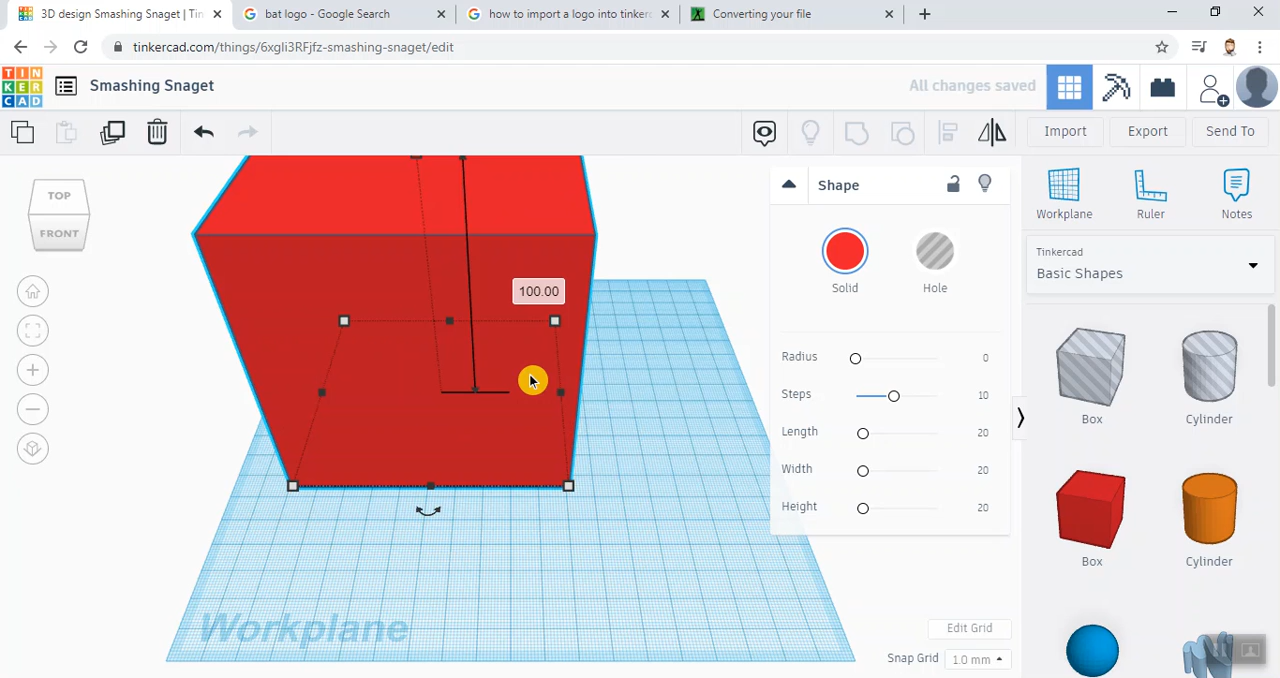 3D design Smashing Snaget | Tin
bat logo - Google Search
how to import a logo into tinkerc
Converting your file
tinkercad.com/things/6xgli3RFjfz-smashing-snaget/edit
TIN
KER
CAD
Smashing Snaget
All changes saved
Import
Export
Send To
TOP
FRONT
Shape
Solid
Hole
Radius 0
Steps 10
Length 20
Width 20
Height 20
100.00
Workplane
Edit Grid
Snap Grid 1.0 mm
Workplane
Ruler
Notes
Tinkercad
Basic Shapes
Box
Cylinder
Box
Cylinder